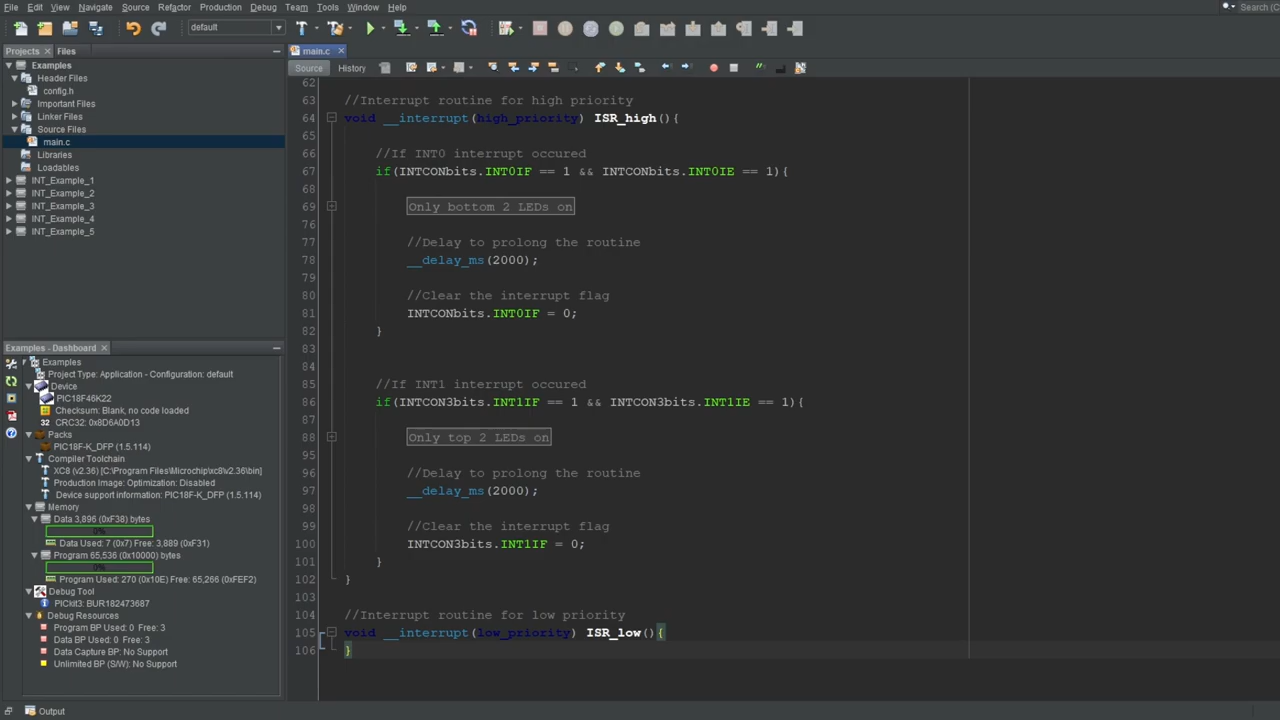 File Edit View Navigate Source Refactor Production Debug Team Tools Window Help Search (C
default
Projects Files
Examples
Header Files
config.h
Important Files
Linker Files
Source Files
main.c
Libraries
Loadables
INT_Example_1
INT_Example_2
INT_Example_3
INT_Example_4
INT_Example_5
Examples - Dashboard
Examples
Project Type: Application - Configuration: default
Device
PIC18F46K22
Checksum: Blank, no code loaded
32 CRC32: 0x8D6A0D13
Packs
PIC18F-K_DFP (1.5.114)
Compiler Toolchain
XC8 (v2.36) [C:\Program Files\Microchip\xc8\v2.36\bin]
Production Image: Optimization: Disabled
Device support information: PIC18F-K_DFP (1.5.114)
Memory
Data 3,896 (0xF38) bytes
0%
Data Used: 7 (0x7) Free: 3,889 (0xF31)
Program 65,536 (0x10000) bytes
0%
Program Used: 270 (0x10E) Free: 65,266 (0xFEF2)
Debug Tool
PICkit3: BUR182473687
Debug Resources
Program BP Used: 0 Free: 3
Data BP Used: 0 Free: 3
Data Capture BP: No Support
Unlimited BP (S/W): No Support
main.c
Source History
62
63 //Interrupt routine for high priority
64 void __interrupt(high_priority) ISR_high(){
65
66 //If INT0 interrupt occured
67 if(INTCONbits.INT0IF == 1 && INTCONbits.INT0IE == 1){
68
69 Only bottom 2 LEDs on
76
77 //Delay to prolong the routine
78 __delay_ms(2000);
79
80 //Clear the interrupt flag
81 INTCONbits.INT0IF = 0;
82 }
83
84
85 //If INT1 interrupt occured
86 if(INTCON3bits.INT1IF == 1 && INTCON3bits.INT1IE == 1){
87
88 Only top 2 LEDs on
95
96 //Delay to prolong the routine
97 __delay_ms(2000);
98
99 //Clear the interrupt flag
100 INTCON3bits.INT1IF = 0;
101 }
102 }
103
104 //Interrupt routine for low priority
105 void __interrupt(low_priority) ISR_low(){
106 }
Output